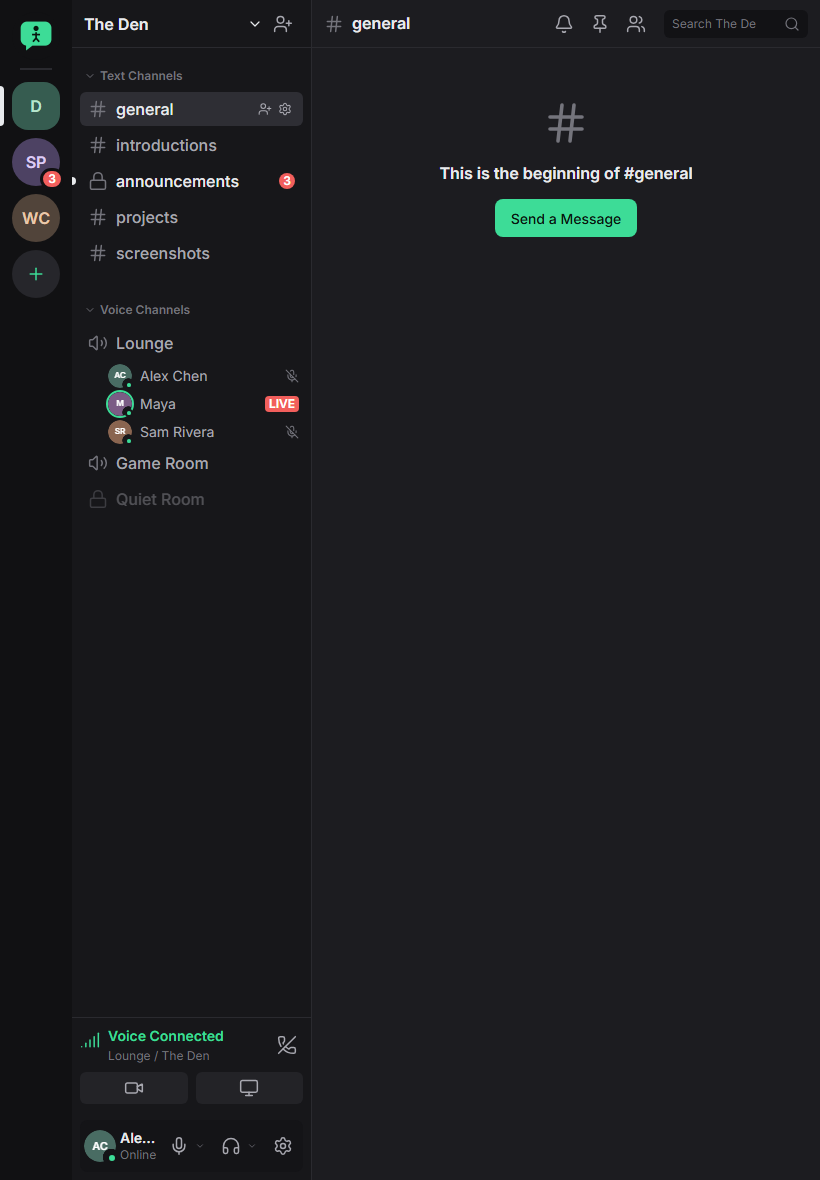 The Den
general
Search The De
D
SP
3
WC
Text Channels
general
introductions
announcements
3
projects
screenshots
Voice Channels
Lounge
AC
Alex Chen
M
Maya
LIVE
SR
Sam Rivera
Game Room
Quiet Room
This is the beginning of #general
Send a Message
Voice Connected
Lounge / The Den
AC
Ale...
Online